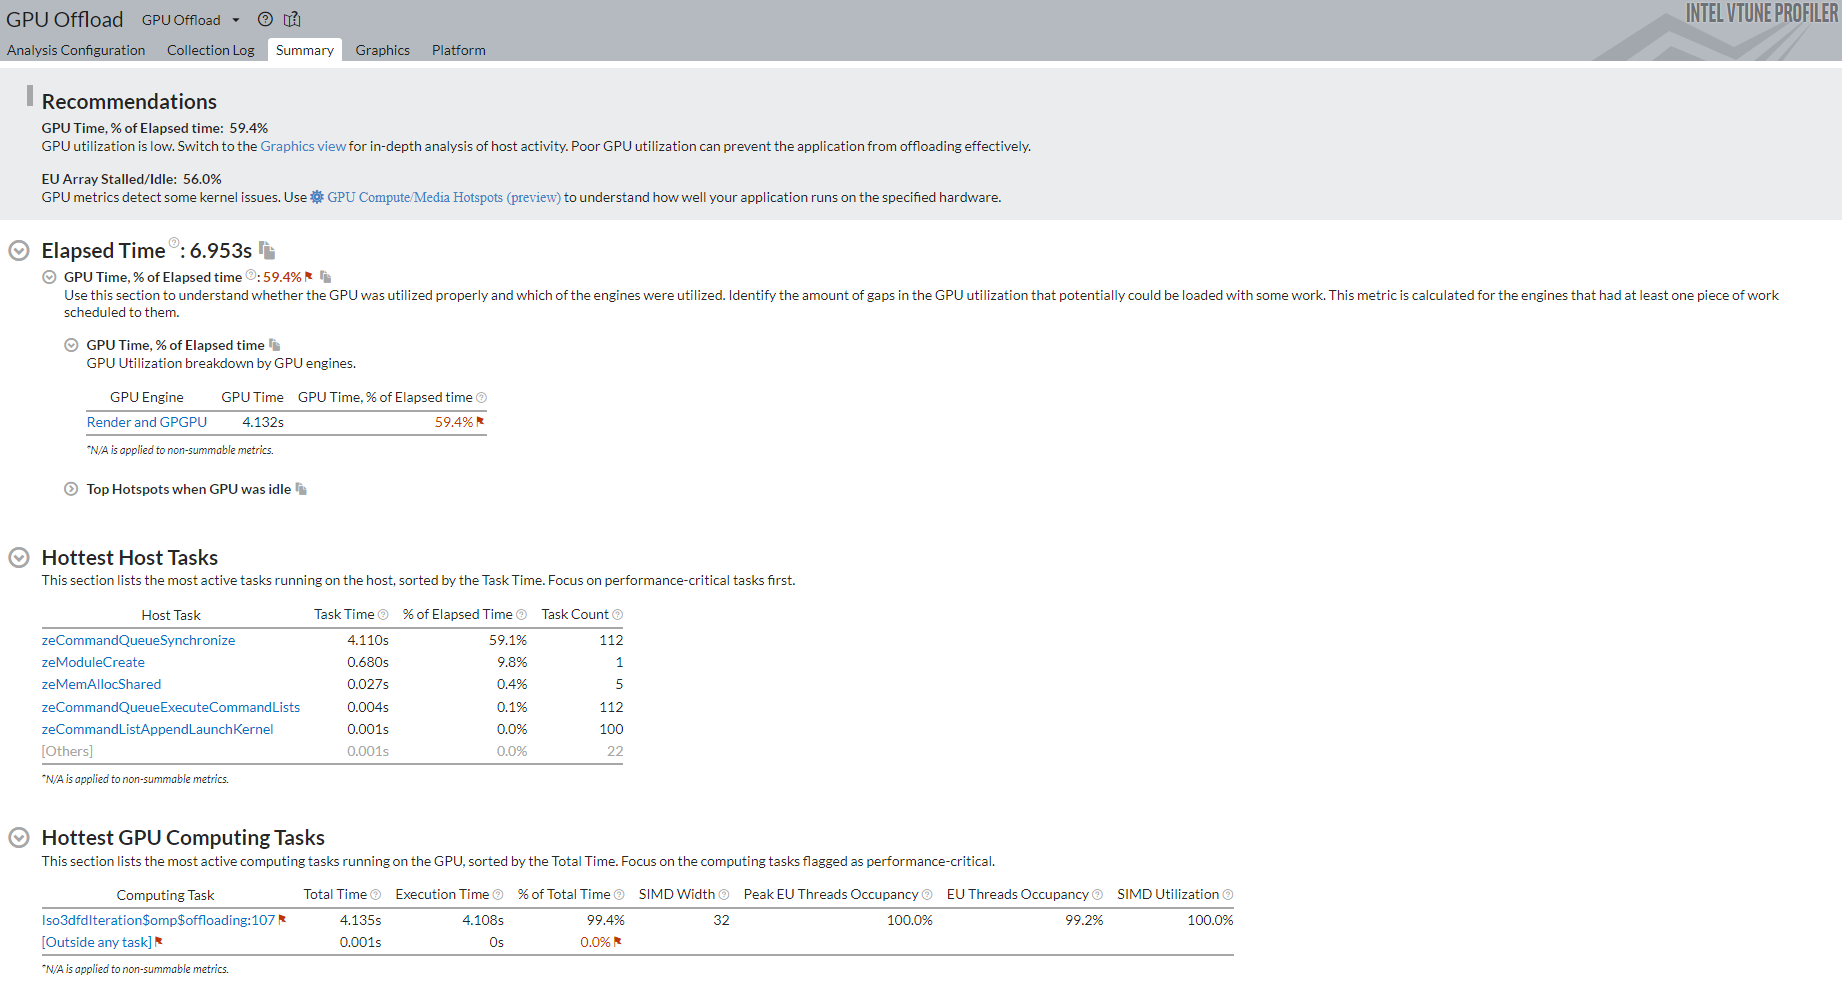 GPU Offload GPU Offload
INTEL VTUNE PROFILER
Analysis Configuration Collection Log Summary Graphics Platform
Recommendations
GPU Time, % of Elapsed time: 59.4%
GPU utilization is low. Switch to the Graphics view for in-depth analysis of host activity. Poor GPU utilization can prevent the application from offloading effectively.
EU Array Stalled/Idle: 56.0%
GPU metrics detect some kernel issues. Use GPU Compute/Media Hotspots (preview) to understand how well your application runs on the specified hardware.
Elapsed Time: 6.953s
GPU Time, % of Elapsed time: 59.4%
Use this section to understand whether the GPU was utilized properly and which of the engines were utilized. Identify the amount of gaps in the GPU utilization that potentially could be loaded with some work. This metric is calculated for the engines that had at least one piece of work
scheduled to them.
GPU Time, % of Elapsed time
GPU Utilization breakdown by GPU engines.
GPU Engine GPU Time GPU Time, % of Elapsed time
Render and GPGPU 4.132s 59.4%
*N/A is applied to non-summable metrics.
Top Hotspots when GPU was idle
Hottest Host Tasks
This section lists the most active tasks running on the host, sorted by the Task Time. Focus on performance-critical tasks first.
Host Task Task Time % of Elapsed Time Task Count
zeCommandQueueSynchronize 4.110s 59.1% 112
zeModuleCreate 0.680s 9.8% 1
zeMemAllocShared 0.027s 0.4% 5
zeCommandQueueExecuteCommandLists 0.004s 0.1% 112
zeCommandListAppendLaunchKernel 0.001s 0.0% 100
[Others] 0.001s 0.0% 22
*N/A is applied to non-summable metrics.
Hottest GPU Computing Tasks
This section lists the most active computing tasks running on the GPU, sorted by the Total Time. Focus on the computing tasks flagged as performance-critical.
Computing Task Total Time Execution Time % of Total Time SIMD Width Peak EU Threads Occupancy EU Threads Occupancy SIMD Utilization
Iso3dfdIteration$omp$offloading:107 4.135s 4.108s 99.4% 32 100.0% 99.2% 100.0%
[Outside any task] 0.001s 0s 0.0%
*N/A is applied to non-summable metrics.